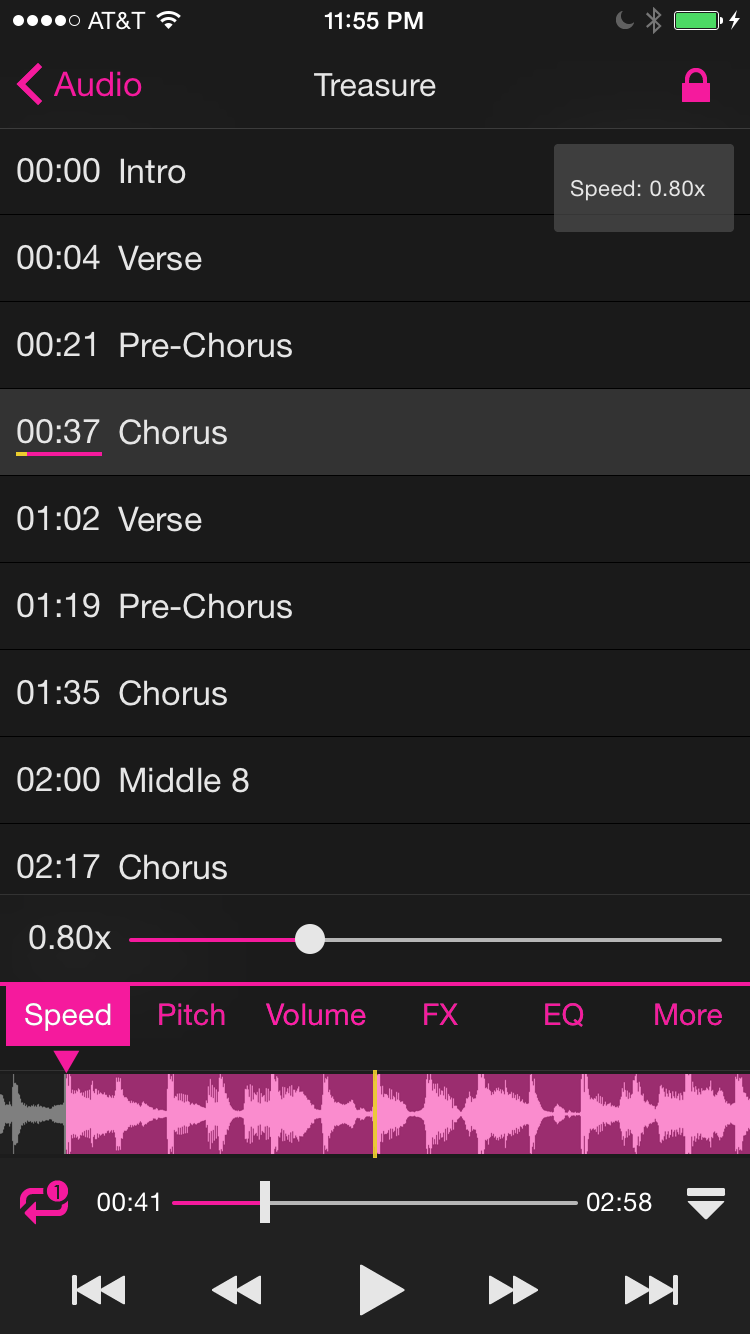 AT&T 11:55 PM
Audio Treasure
00:00 Intro
Speed: 0.80x
00:04 Verse
00:21 Pre-Chorus
00:37 Chorus
01:02 Verse
01:19 Pre-Chorus
01:35 Chorus
02:00 Middle 8
02:17 Chorus
0.80x
Speed Pitch Volume FX EQ More
1 00:41 02:58